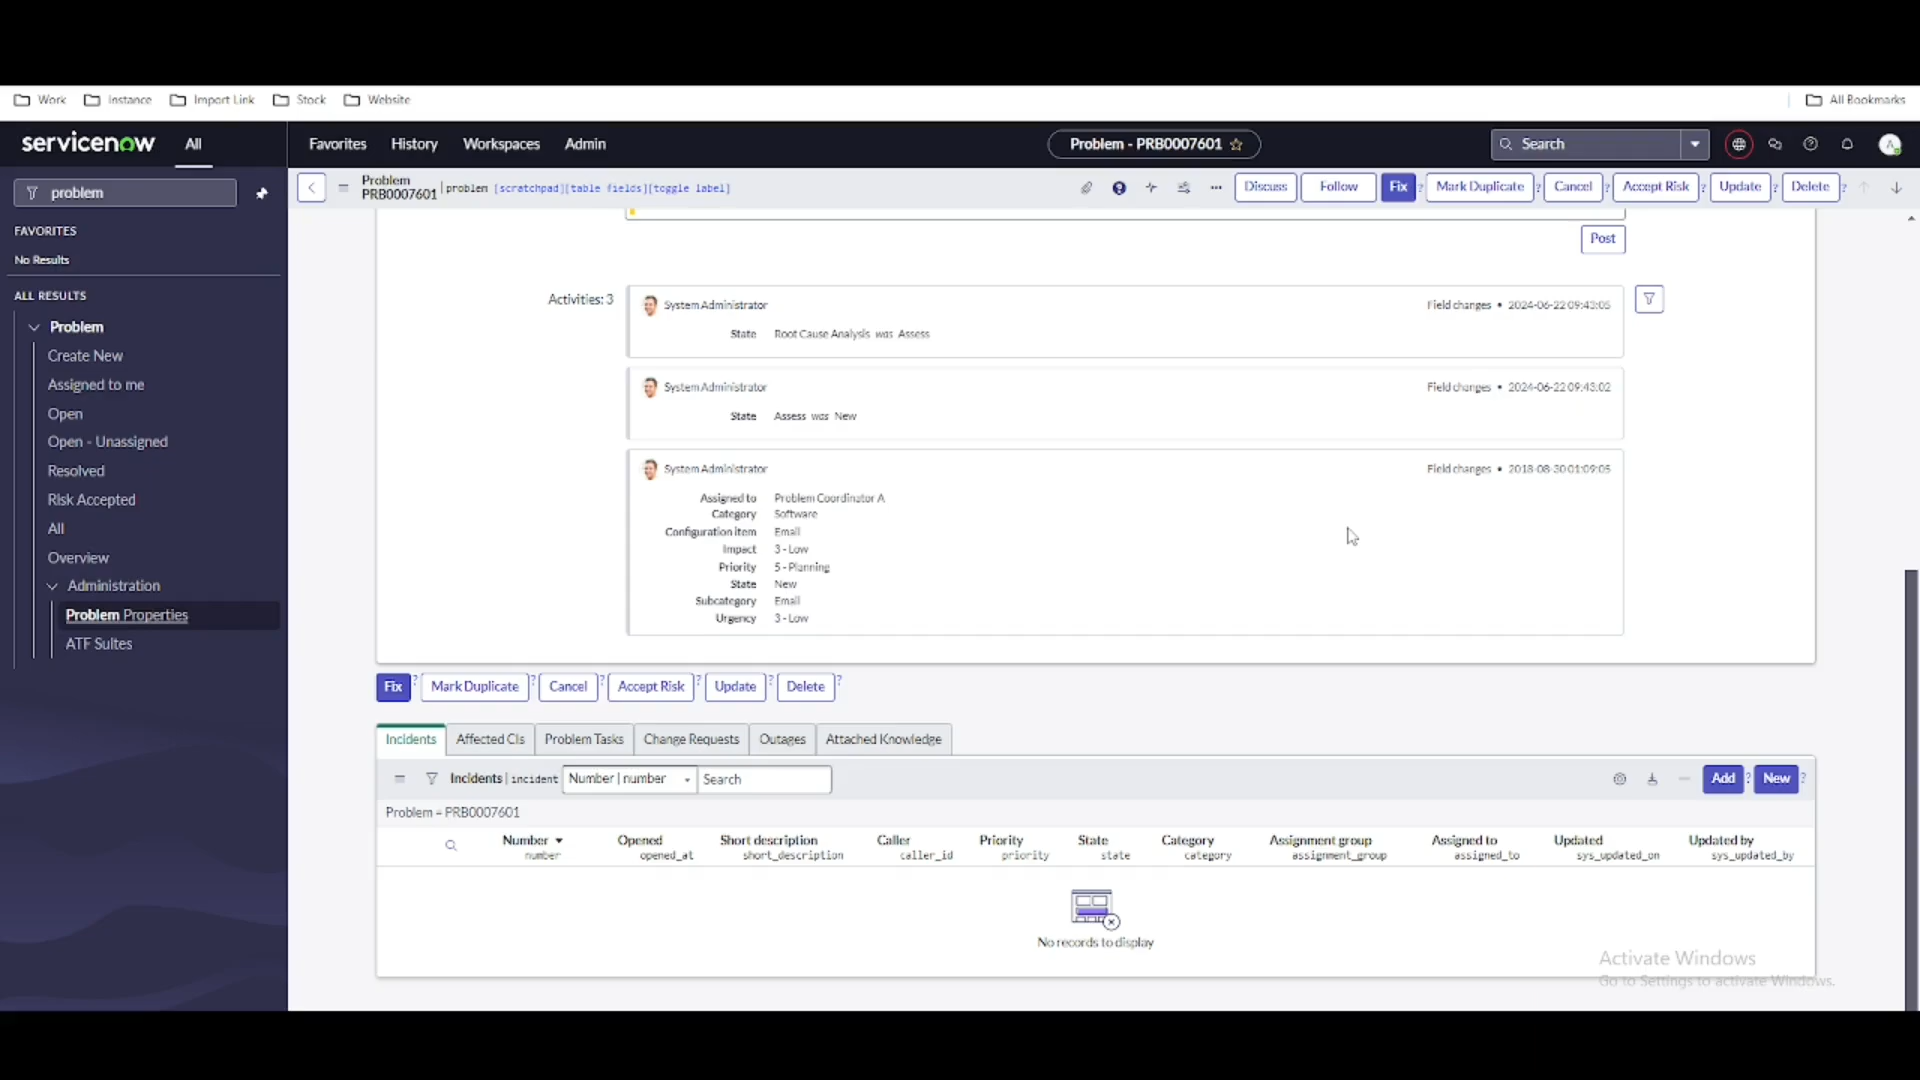 Work Instance Import Link Stock Website All Bookmarks
servicenow All Favorites History Workspaces Admin Problem - PRB0007601 Search A
problem
Problem
PRB0007601 problem [scratchpad][table fields][toggle label] Discuss Follow Fix ? Mark Duplicate ? Cancel ? Accept Risk ? Update ? Delete ?
FAVORITES
No Results
ALL RESULTS
Problem
Create New
Assigned to me
Open
Open - Unassigned
Resolved
Risk Accepted
All
Overview
Administration
Problem Properties
ATF Suites
Post
Activities: 3
System Administrator Field changes • 2024-06-22 09:43:05
State Root Cause Analysis was Assess
System Administrator Field changes • 2024-06-22 09:43:02
State Assess was New
System Administrator Field changes • 2018-08-30 01:09:05
Assigned to Problem Coordinator A
Category Software
Configuration item Email
Impact 3 - Low
Priority 5 - Planning
State New
Subcategory Email
Urgency 3 - Low
Fix ? Mark Duplicate ? Cancel ? Accept Risk ? Update ? Delete ?
Incidents Affected CIs Problem Tasks Change Requests Outages Attached Knowledge
Incidents | incident Number | number Search Add ? New ?
Problem = PRB0007601
Number Opened Short description Caller Priority State Category Assignment group Assigned to Updated Updated by
number opened_at short_description caller_id priority state category assignment_group assigned_to sys_updated_on sys_updated_by
No records to display
Activate Windows
Go to Settings to activate Windows.